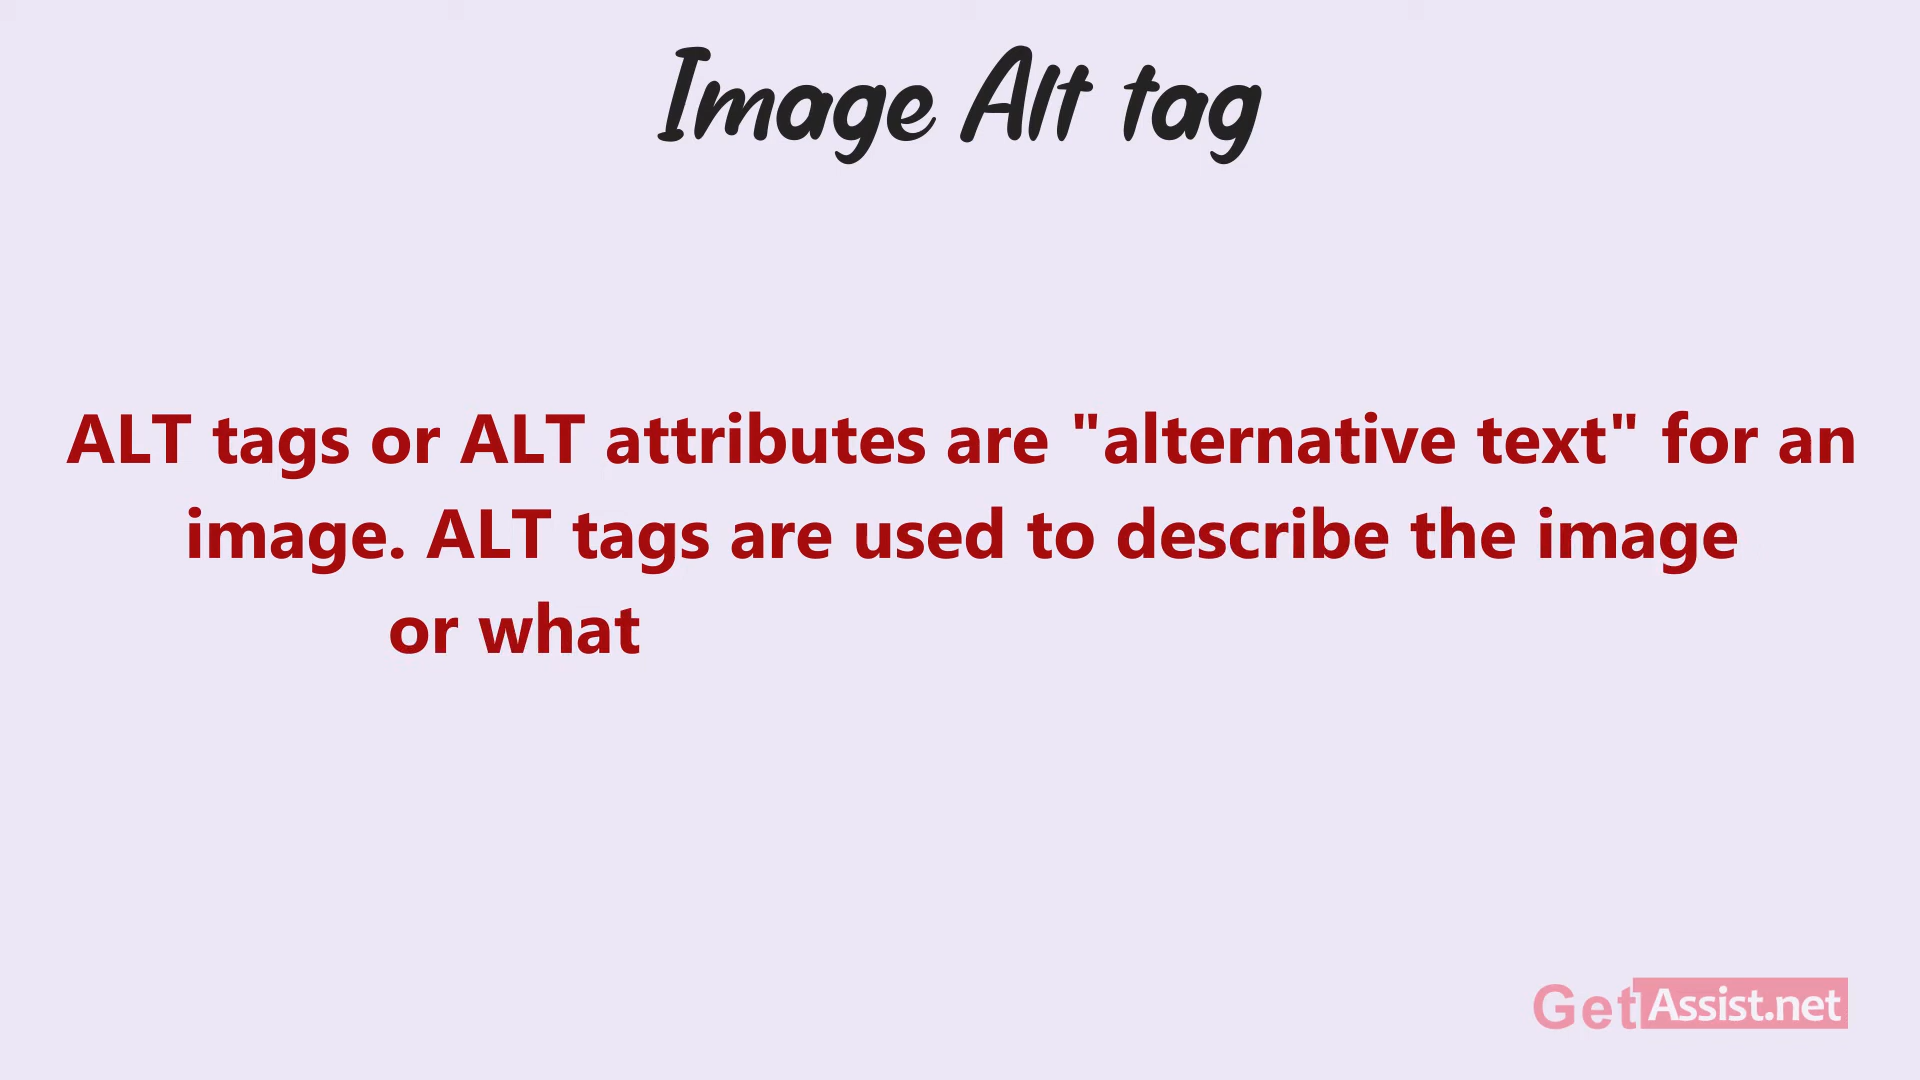 Image Alt tag
ALT tags or ALT attributes are "alternative text" for an
image. ALT tags are used to describe the image
or what
GetAssist.net